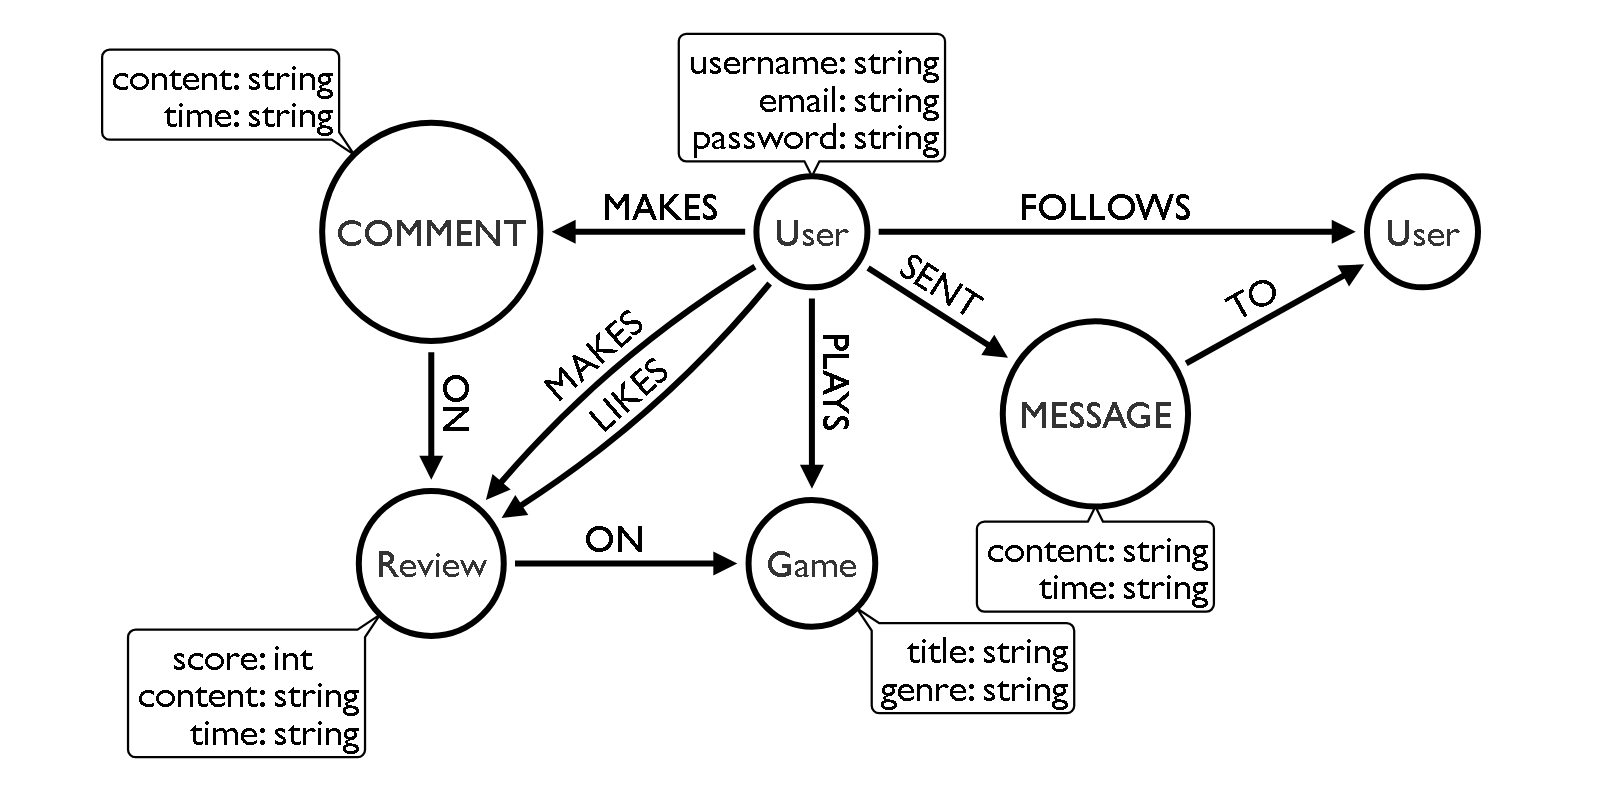 content: string
time: string
username: string
email: string
password: string
COMMENT
MAKES
User
FOLLOWS
User
SENT
TO
MAKES
LIKES
PLAYS
ON
MESSAGE
Review
ON
Game
content: string
time: string
score: int
content: string
time: string
title: string
genre: string